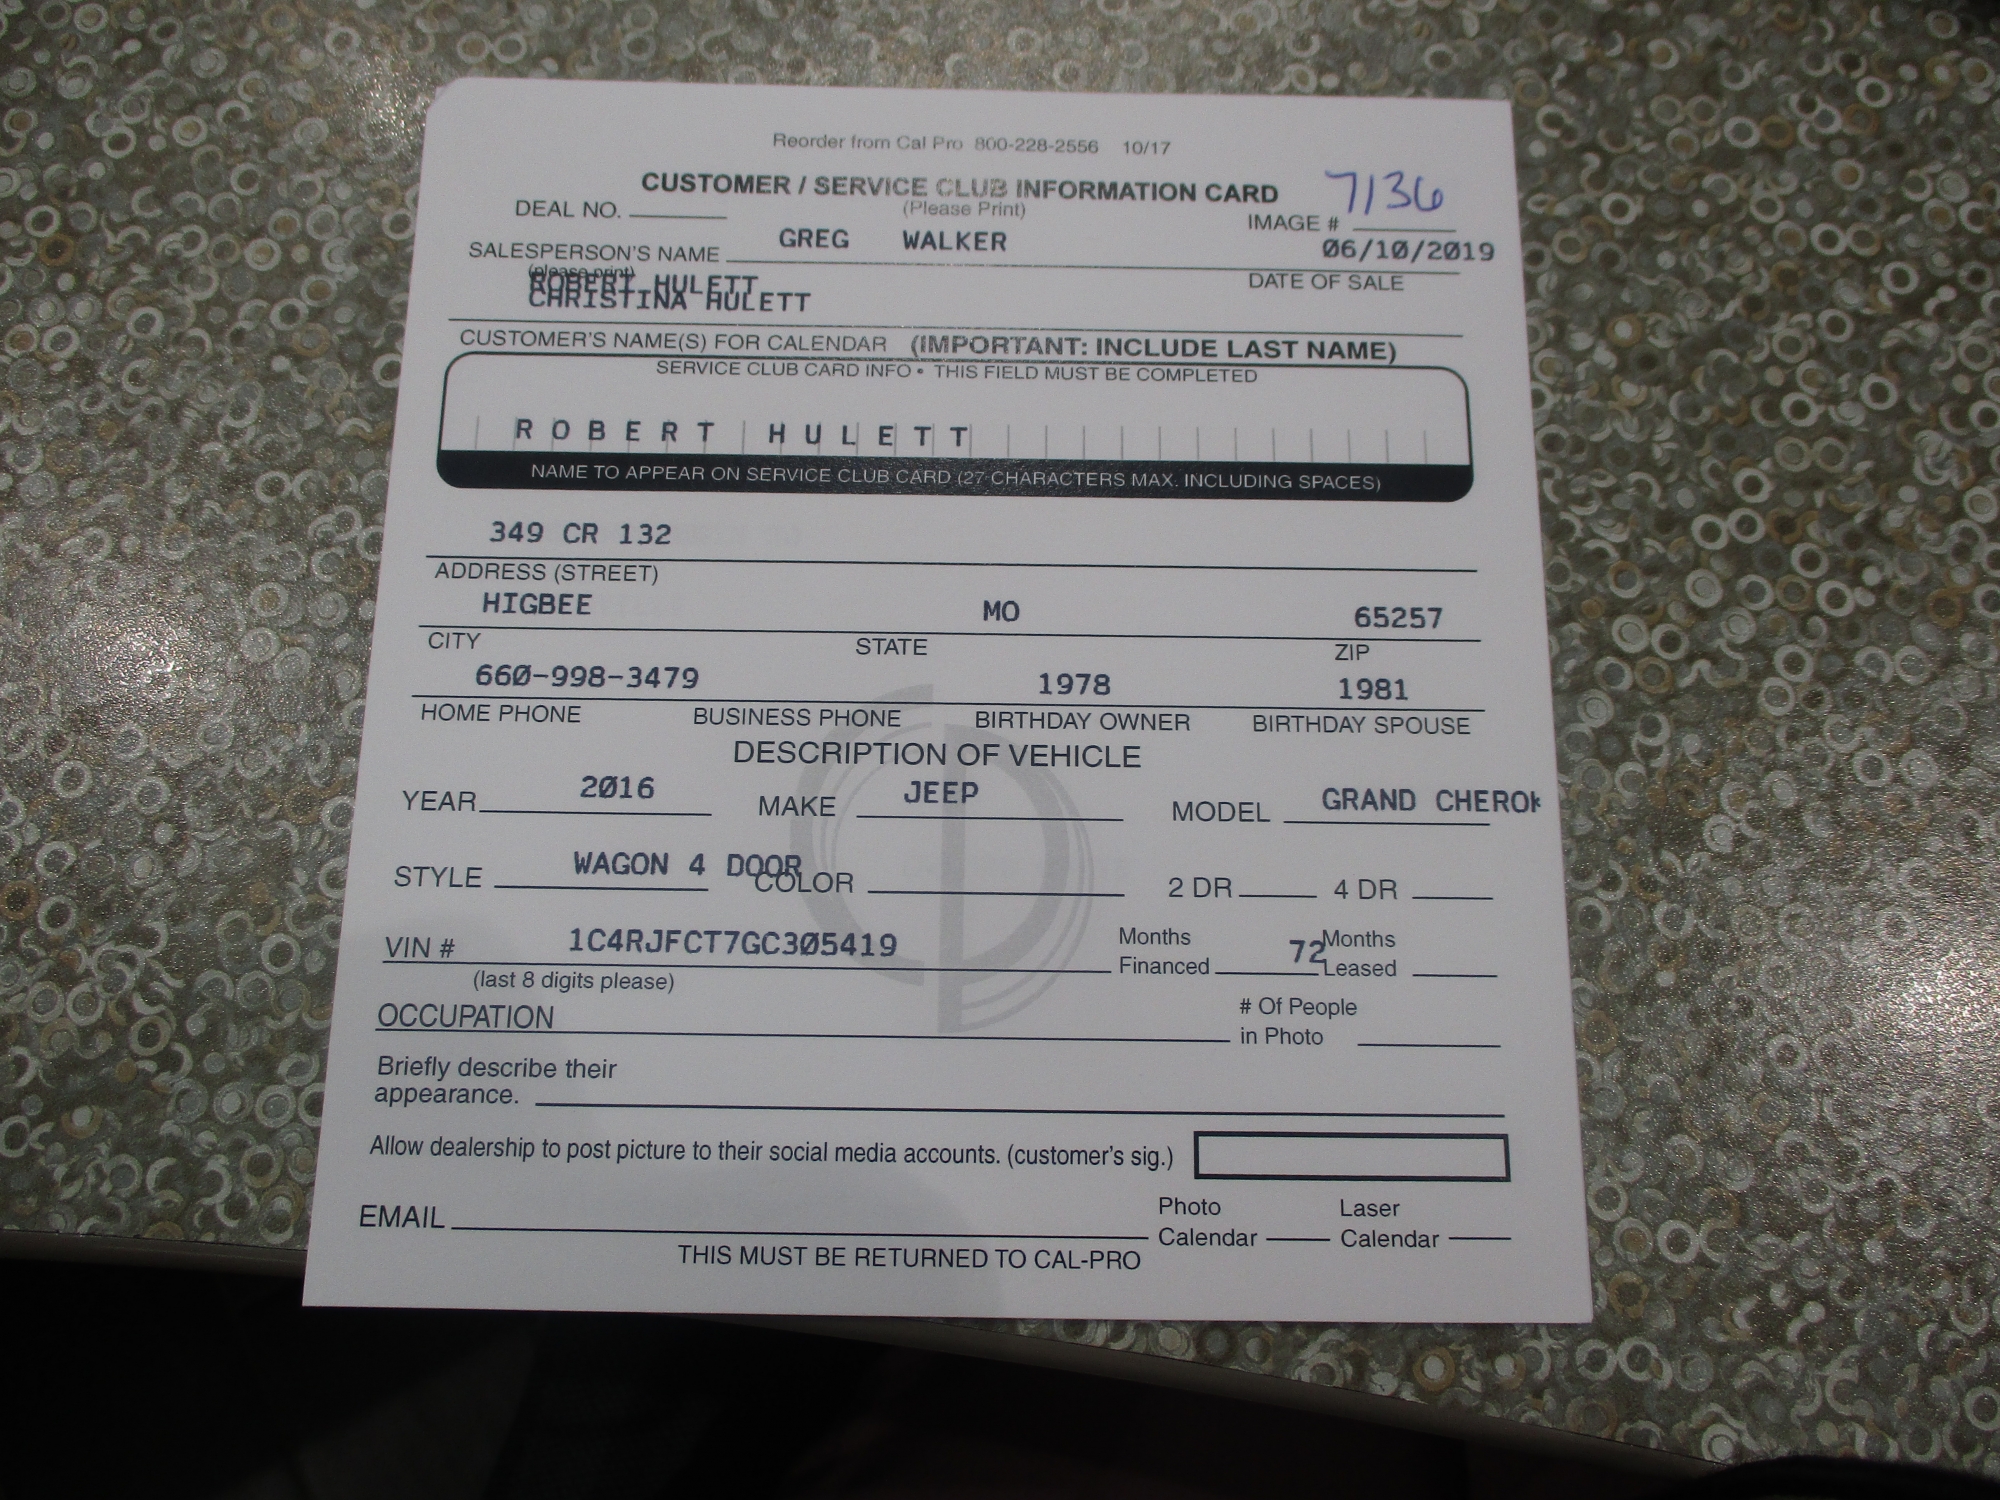 Reorder from Cal Pro 800-228-2556 10/17
CUSTOMER / SERVICE CLUB INFORMATION CARD 7136
DEAL NO. (Please Print) IMAGE #
SALESPERSON'S NAME GREG WALKER 06/10/2019
(please print) DATE OF SALE
ROBERT HULETT
CHRISTINA HULETT
CUSTOMER'S NAME(S) FOR CALENDAR (IMPORTANT: INCLUDE LAST NAME)
SERVICE CLUB CARD INFO • THIS FIELD MUST BE COMPLETED
ROBERT HULETT
NAME TO APPEAR ON SERVICE CLUB CARD (27 CHARACTERS MAX. INCLUDING SPACES)
349 CR 132
ADDRESS (STREET)
HIGBEE MO 65257
CITY STATE ZIP
660-998-3479 1978 1981
HOME PHONE BUSINESS PHONE BIRTHDAY OWNER BIRTHDAY SPOUSE
DESCRIPTION OF VEHICLE
YEAR 2016 MAKE JEEP MODEL GRAND CHEROK
STYLE WAGON 4 DOOR COLOR 2 DR 4 DR
VIN # 1C4RJFCT7GC305419 Months Financed 72 Months Leased
(last 8 digits please)
OCCUPATION # Of People in Photo
Briefly describe their
appearance.
Allow dealership to post picture to their social media accounts. (customer's sig.)
EMAIL Photo Calendar Laser Calendar
THIS MUST BE RETURNED TO CAL-PRO